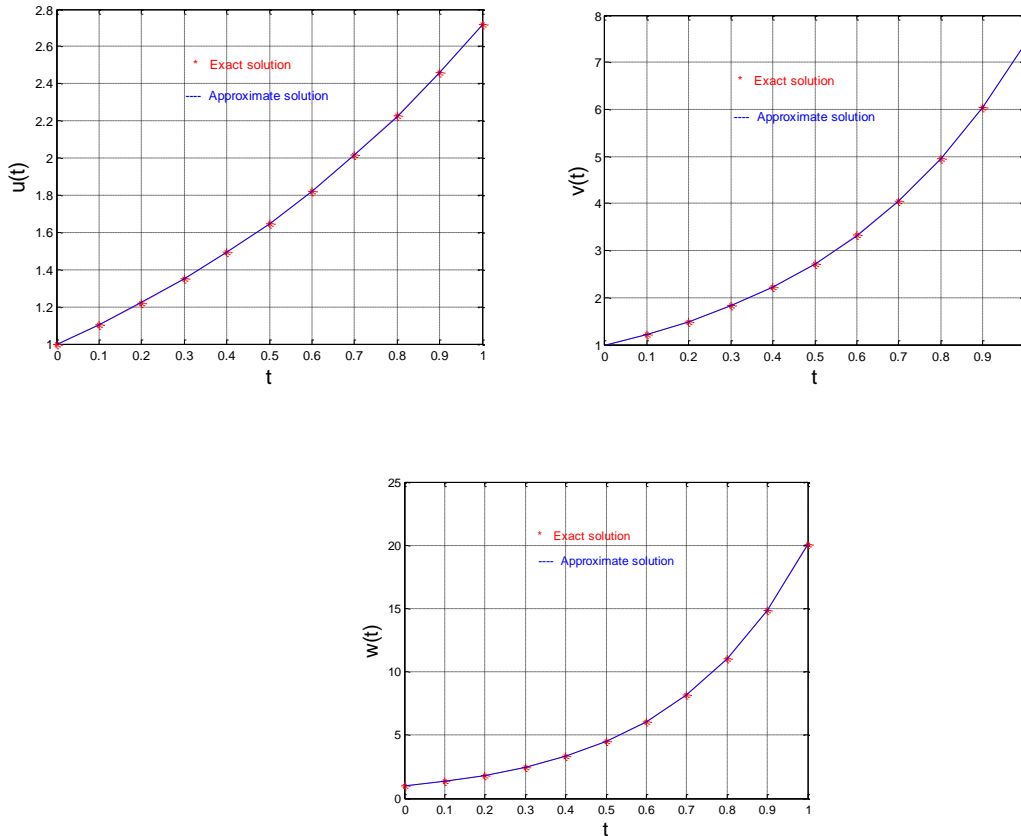 2.8
2.6
2.4
2.2
2
1.8
1.6
1.4
1.2
1
0 0.1 0.2 0.3 0.4 0.5 0.6 0.7 0.8 0.9 1
t
u(t)
* Exact solution
---- Approximate solution
8
7
6
5
4
3
2
1
0.1 0.2 0.3 0.4 0.5 0.6 0.7 0.8 0.9
t
v(t)
* Exact solution
---- Approximate solution
25
20
15
10
5
0
0 0.1 0.2 0.3 0.4 0.5 0.6 0.7 0.8 0.9 1
t
w(t)
* Exact solution
---- Approximate solution